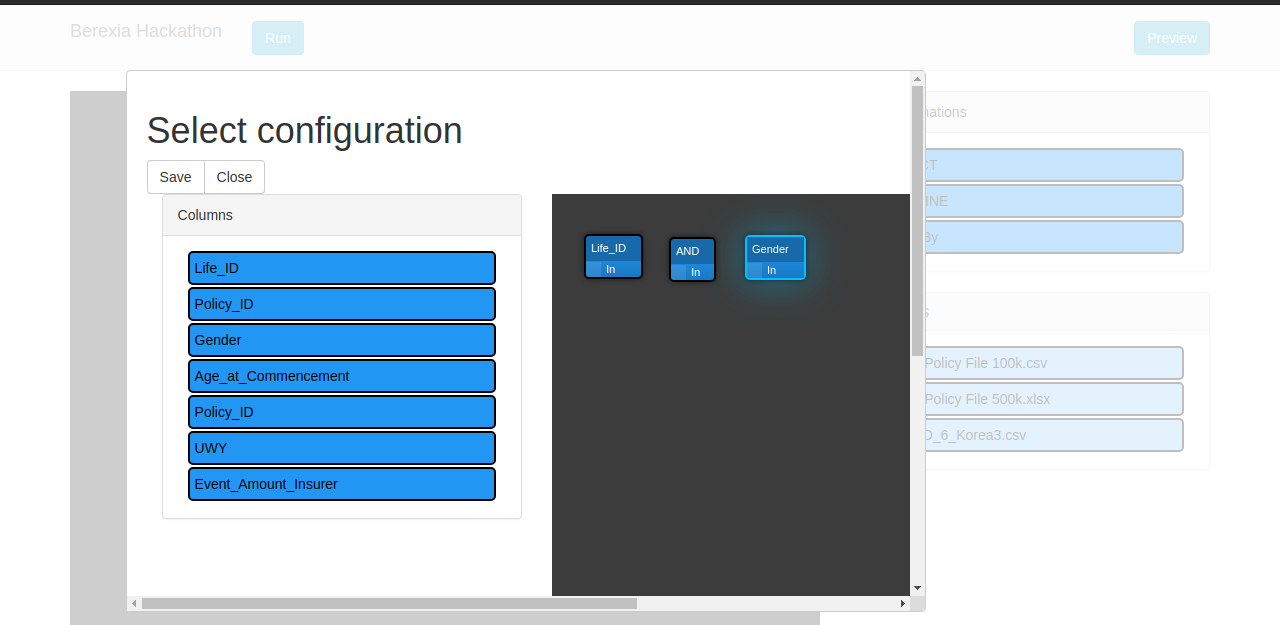 Berexia Hackathon
Run
Preview
Select configuration
Save
Close
Columns
Life_ID
Policy_ID
Gender
Age_at_Commencement
Policy_ID
UWY
Event_Amount_Insurer
Life_ID
In
AND
In
Gender
In
mations
CT
INE
By
s
Policy File 100k.csv
Policy File 500k.xlsx
D_6_Korea3.csv